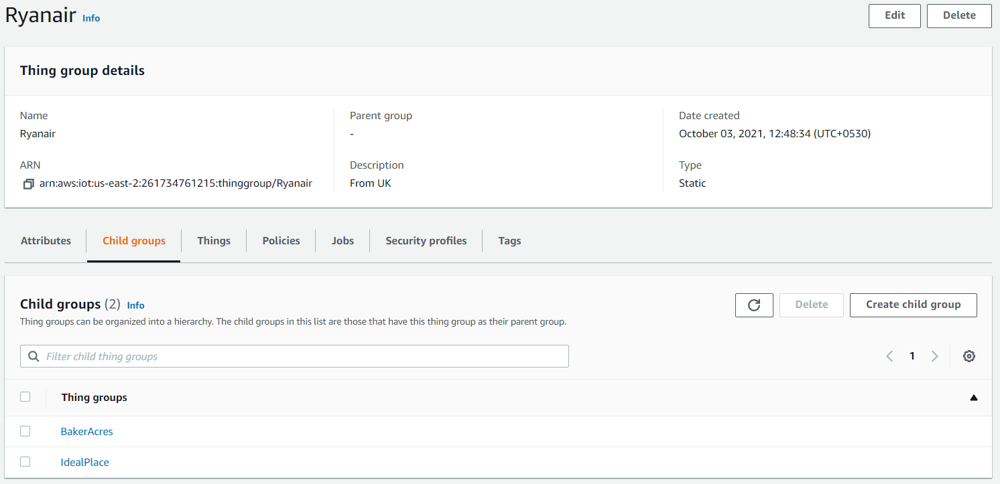 Ryanair Info
Edit
Delete
Thing group details
Name
Parent group
Date created
Ryanair
-
October 03, 2021, 12:48:34 (UTC+0530)
ARN
Description
Type
arn:aws:iot:us-east-2:261734761215:thinggroup/Ryanair
From UK
Static
Attributes
Child groups
Things
Policies
Jobs
Security profiles
Tags
Child groups (2) Info
Delete
Create child group
Thing groups can be organized into a hierarchy. The child groups in this list are those that have this thing group as their parent group.
Filter child thing groups
1
Thing groups
BakerAcres
IdealPlace